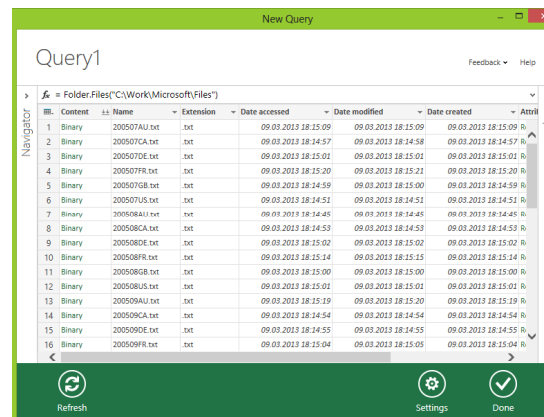 New Query
Query1
Feedback Help
fx = Folder.Files("C:\Work\Microsoft\Files")
Navigator
Content Name Extension Date accessed Date modified Date created Attri
1 Binary 200507AU.txt .txt 09.03.2013 18:15:09 09.03.2013 18:15:09 09.03.2013 18:15:09 R
2 Binary 200507CA.txt .txt 09.03.2013 18:14:57 09.03.2013 18:14:58 09.03.2013 18:14:57 R
3 Binary 200507DE.txt .txt 09.03.2013 18:15:01 09.03.2013 18:15:01 09.03.2013 18:15:01 R
4 Binary 200507FR.txt .txt 09.03.2013 18:15:20 09.03.2013 18:15:21 09.03.2013 18:15:20 R
5 Binary 200507GB.txt .txt 09.03.2013 18:14:59 09.03.2013 18:15:00 09.03.2013 18:14:59 R
6 Binary 200507US.txt .txt 09.03.2013 18:14:51 09.03.2013 18:14:51 09.03.2013 18:14:51 R
7 Binary 200508AU.txt .txt 09.03.2013 18:14:45 09.03.2013 18:14:45 09.03.2013 18:14:45 R
8 Binary 200508CA.txt .txt 09.03.2013 18:14:53 09.03.2013 18:14:53 09.03.2013 18:14:53 R
9 Binary 200508DE.txt .txt 09.03.2013 18:15:02 09.03.2013 18:15:02 09.03.2013 18:15:02 R
10 Binary 200508FR.txt .txt 09.03.2013 18:15:14 09.03.2013 18:15:15 09.03.2013 18:15:14 R
11 Binary 200508GB.txt .txt 09.03.2013 18:15:00 09.03.2013 18:15:00 09.03.2013 18:15:00 R
12 Binary 200508US.txt .txt 09.03.2013 18:15:01 09.03.2013 18:15:01 09.03.2013 18:15:01 R
13 Binary 200509AU.txt .txt 09.03.2013 18:15:19 09.03.2013 18:15:20 09.03.2013 18:15:19 R
14 Binary 200509CA.txt .txt 09.03.2013 18:14:54 09.03.2013 18:14:54 09.03.2013 18:14:54 R
15 Binary 200509DE.txt .txt 09.03.2013 18:14:55 09.03.2013 18:14:55 09.03.2013 18:14:55 R
16 Binary 200509FR.txt .txt 09.03.2013 18:15:04 09.03.2013 18:15:05 09.03.2013 18:15:04 R
Refresh Settings Done